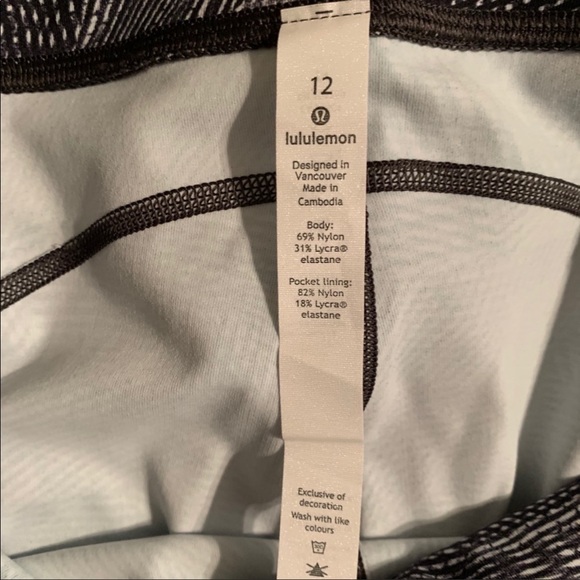 12
lululemon
Designed in
Vancouver
Made in
Cambodia
Body:
69% Nylon
31% Lycra®
elastane
Pocket lining:
82% Nylon
18% Lycra®
elastane
Exclusive of
decoration
Wash with like
colours